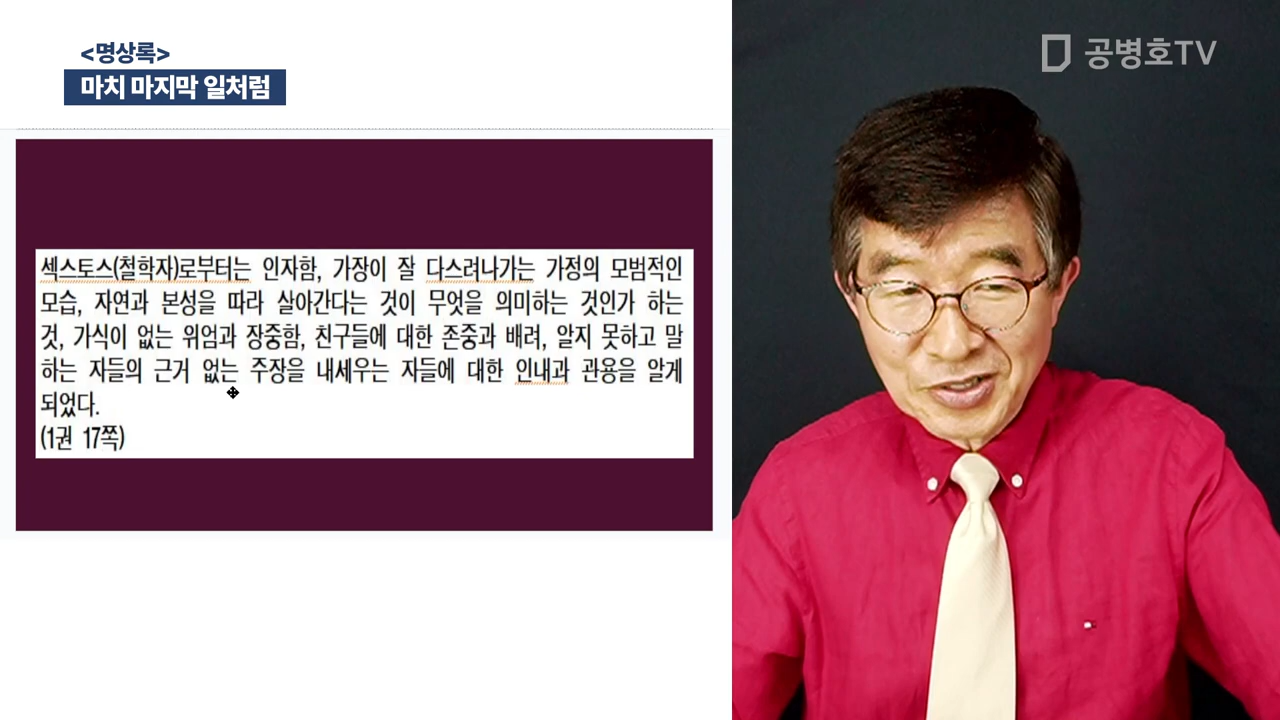 <명상록>
마치 마지막 일처럼
공병호TV
섹스토스(철학자)로부터는 인자함, 가장이 잘 다스려나가는 가정의 모범적인
모습, 자연과 본성을 따라 살아간다는 것이 무엇을 의미하는 것인가 하는
것, 가식이 없는 위엄과 장중함, 친구들에 대한 존중과 배려, 알지 못하고 말
하는 자들의 근거 없는 주장을 내세우는 자들에 대한 인내과 관용을 알게
되었다.
(1권 17쪽)